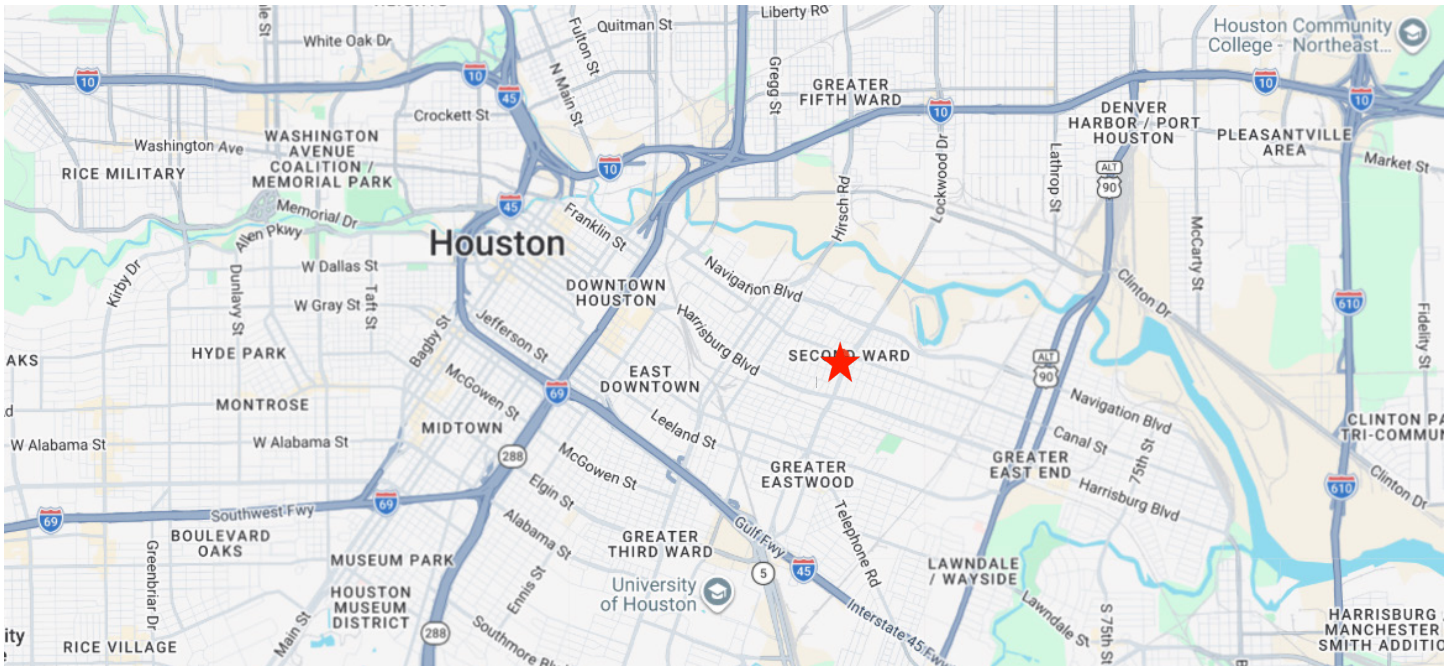 HEIGHTS
Liberty Rd
Quitman St
Fulton St
N Main St
White Oak Dr
Houston Community
College - Northeast...
10
10
45
Gregg St
GREATER
FIFTH WARD
10
10
10
Crockett St
DENVER
HARBOR / PORT
HOUSTON
WASHINGTON
AVENUE
COALITION /
MEMORIAL PARK
Washington Ave
RICE MILITARY
10
PLEASANTVILLE
AREA
Market St
Lathrop St
ALT
90
Hirsch Rd
Lockwood Dr
McCarty St
Memorial Dr
Allen Pkwy
45
Franklin St
Houston
Kirby Dr
Dunlavy St
W Dallas St
Taft St
W Gray St
Bagby St
Jefferson St
DOWNTOWN
HOUSTON
Navigation Blvd
Harrisburg Blvd
Clinton Dr
610
Fidelity St
OAKS
HYDE PARK
SECOND WARD
EAST
DOWNTOWN
ALT
90
McGowen St
69
MONTROSE
MIDTOWN
Leeland St
Navigation Blvd
Canal St
75th St
CLINTON PA
TRI-COMMUN
W Alabama St
W Alabama St
288
McGowen St
GREATER
EASTWOOD
GREATER
EAST END
Harrisburg Blvd
Clinton Dr
610
Elgin St
69
69
Southwest Fwy
BOULEVARD
OAKS
Alabama St
GREATER
THIRD WARD
Gulf Fwy
Telephone Rd
MUSEUM PARK
Greenbriar Dr
Ennis St
University
of Houston
5
45
LAWNDALE
/ WAYSIDE
HOUSTON
MUSEUM
DISTRICT
Interstate 45 Fwy
Lawndale St
S 75th St
288
Main St
Southmore Blv
RICE VILLAGE
HARRISBURG
MANCHESTER
SMITH ADDITIO